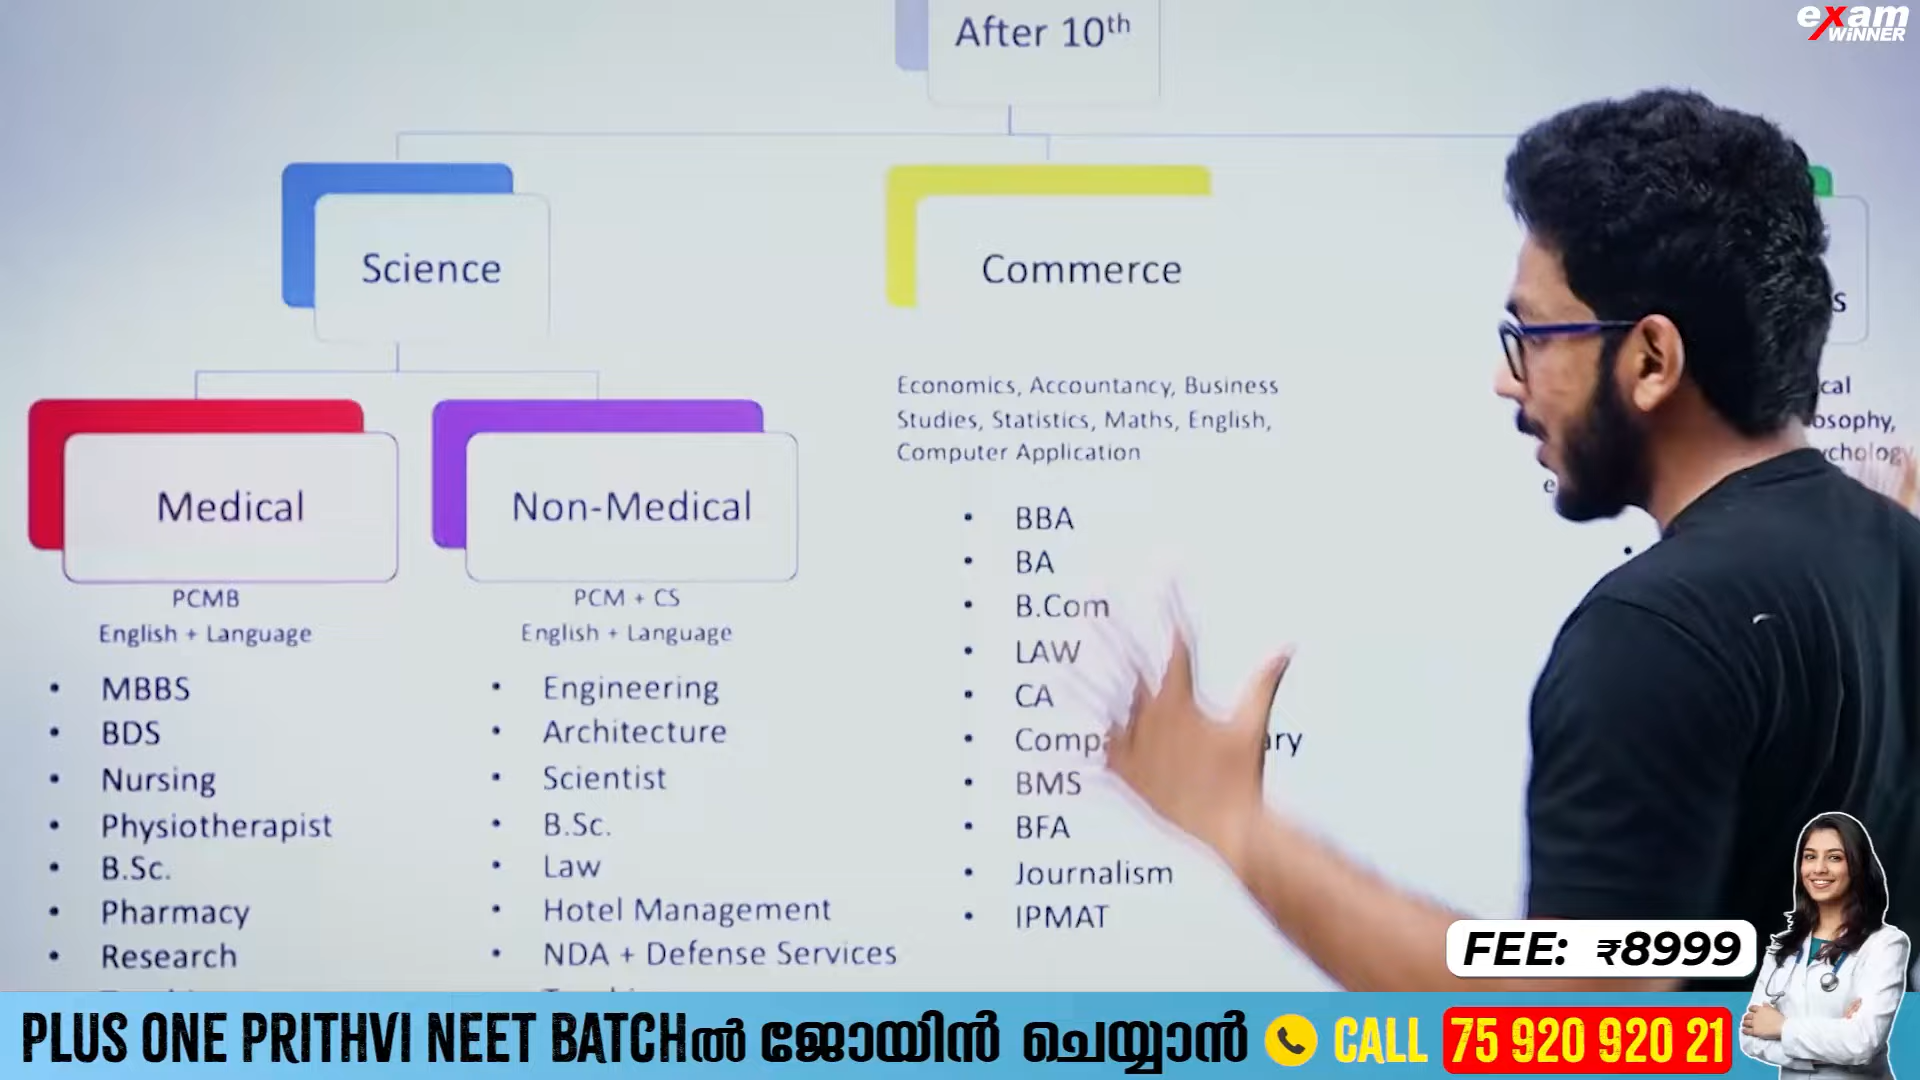 exam
WiNNER
After 10th
Science
Commerce
Medical
Non-Medical
PCMB
English + Language
PCM + CS
English + Language
Economics, Accountancy, Business
Studies, Statistics, Maths, English,
Computer Application
MBBS
BDS
Nursing
Physiotherapist
B.Sc.
Pharmacy
Research
Engineering
Architecture
Scientist
B.Sc.
Law
Hotel Management
NDA + Defense Services
BBA
BA
B.Com
LAW
CA
BMS
BFA
Journalism
IPMAT
FEE: ₹8999
PLUS ONE PRITHVI NEET BATCHൽ ജോയിൻ ചെയ്യാൻ CALL 75 920 920 21